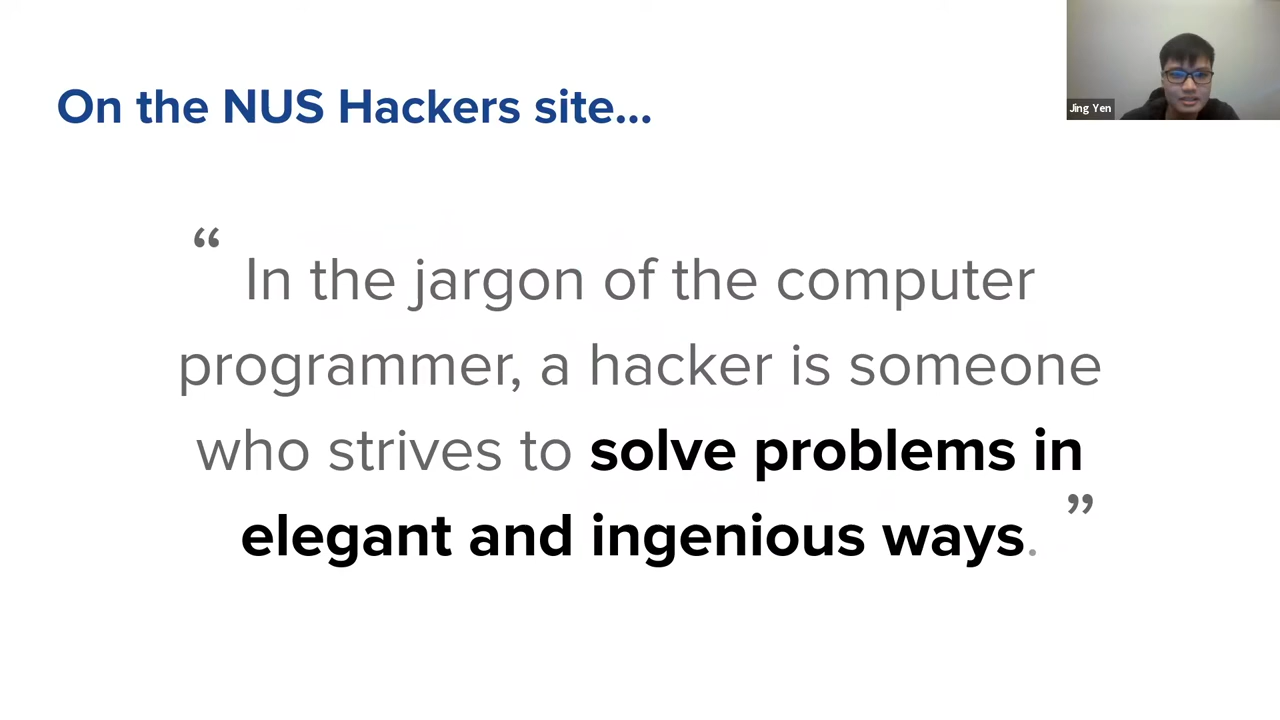 On the NUS Hackers site...
Jing Yen
“ In the jargon of the computer
programmer, a hacker is someone
who strives to solve problems in
elegant and ingenious ways. ”